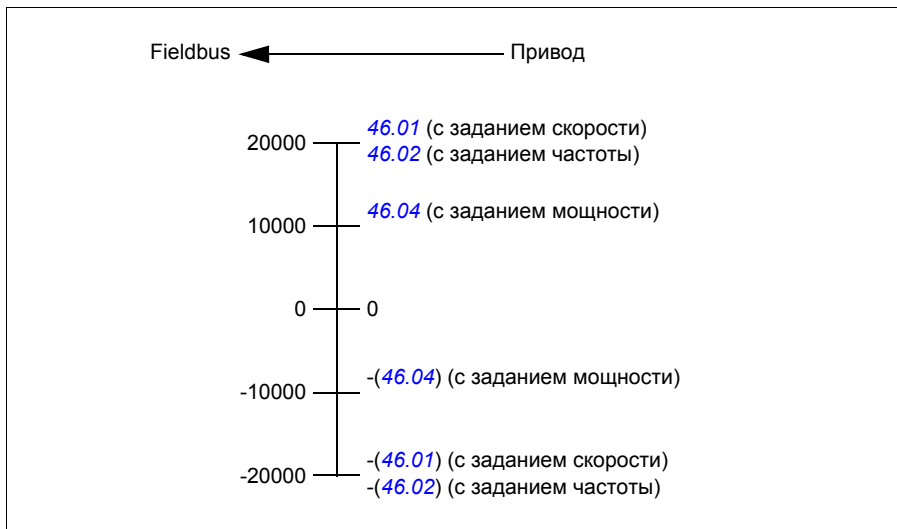 Fieldbus Привод
46.01 (с заданием скорости)
20000 46.02 (с заданием частоты)
46.04 (с заданием мощности)
10000
0 0
-(46.04) (с заданием мощности)
-10000
-(46.01) (с заданием скорости)
-20000 -(46.02) (с заданием частоты)